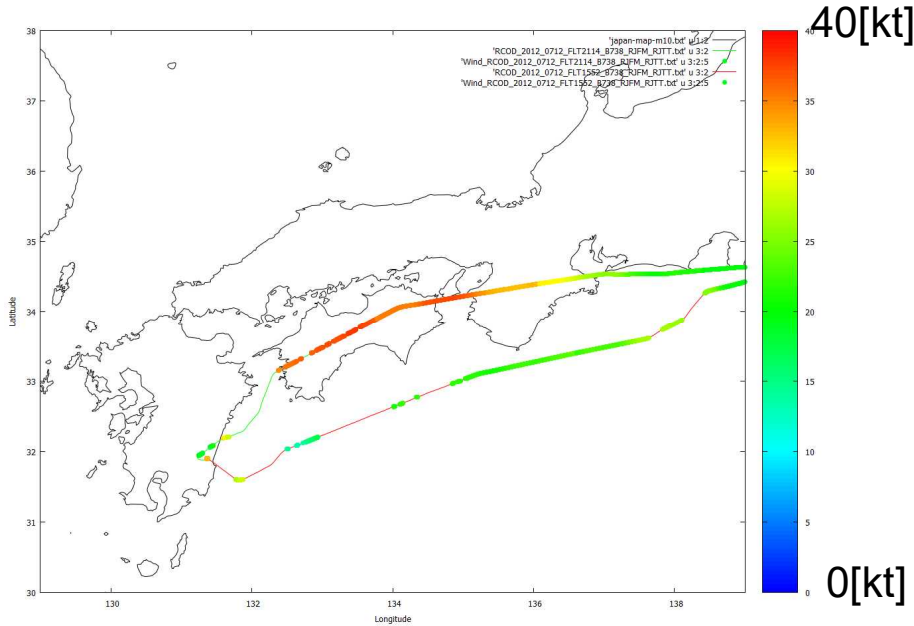 40[kt]
'japan-map-m10.txt' u 1:2
'RCOD_2012_0712_FLT2114_B738_RJFM_RJTT.txt' u 3:2
'Wind_RCOD_2012_0712_FLT2114_B738_RJFM_RJTT.txt' u 3:2:5
'RCOD_2012_0712_FLT1552_B738_RJFM_RJTT.txt' u 3:2
'Wind_RCOD_2012_0712_FLT1552_B738_RJFM_RJTT.txt' u 3:2:5
38
37
36
35
34
33
32
31
30
Latitude
130
132
134
136
138
Longitude
40
35
30
25
20
15
10
5
0
0[kt]